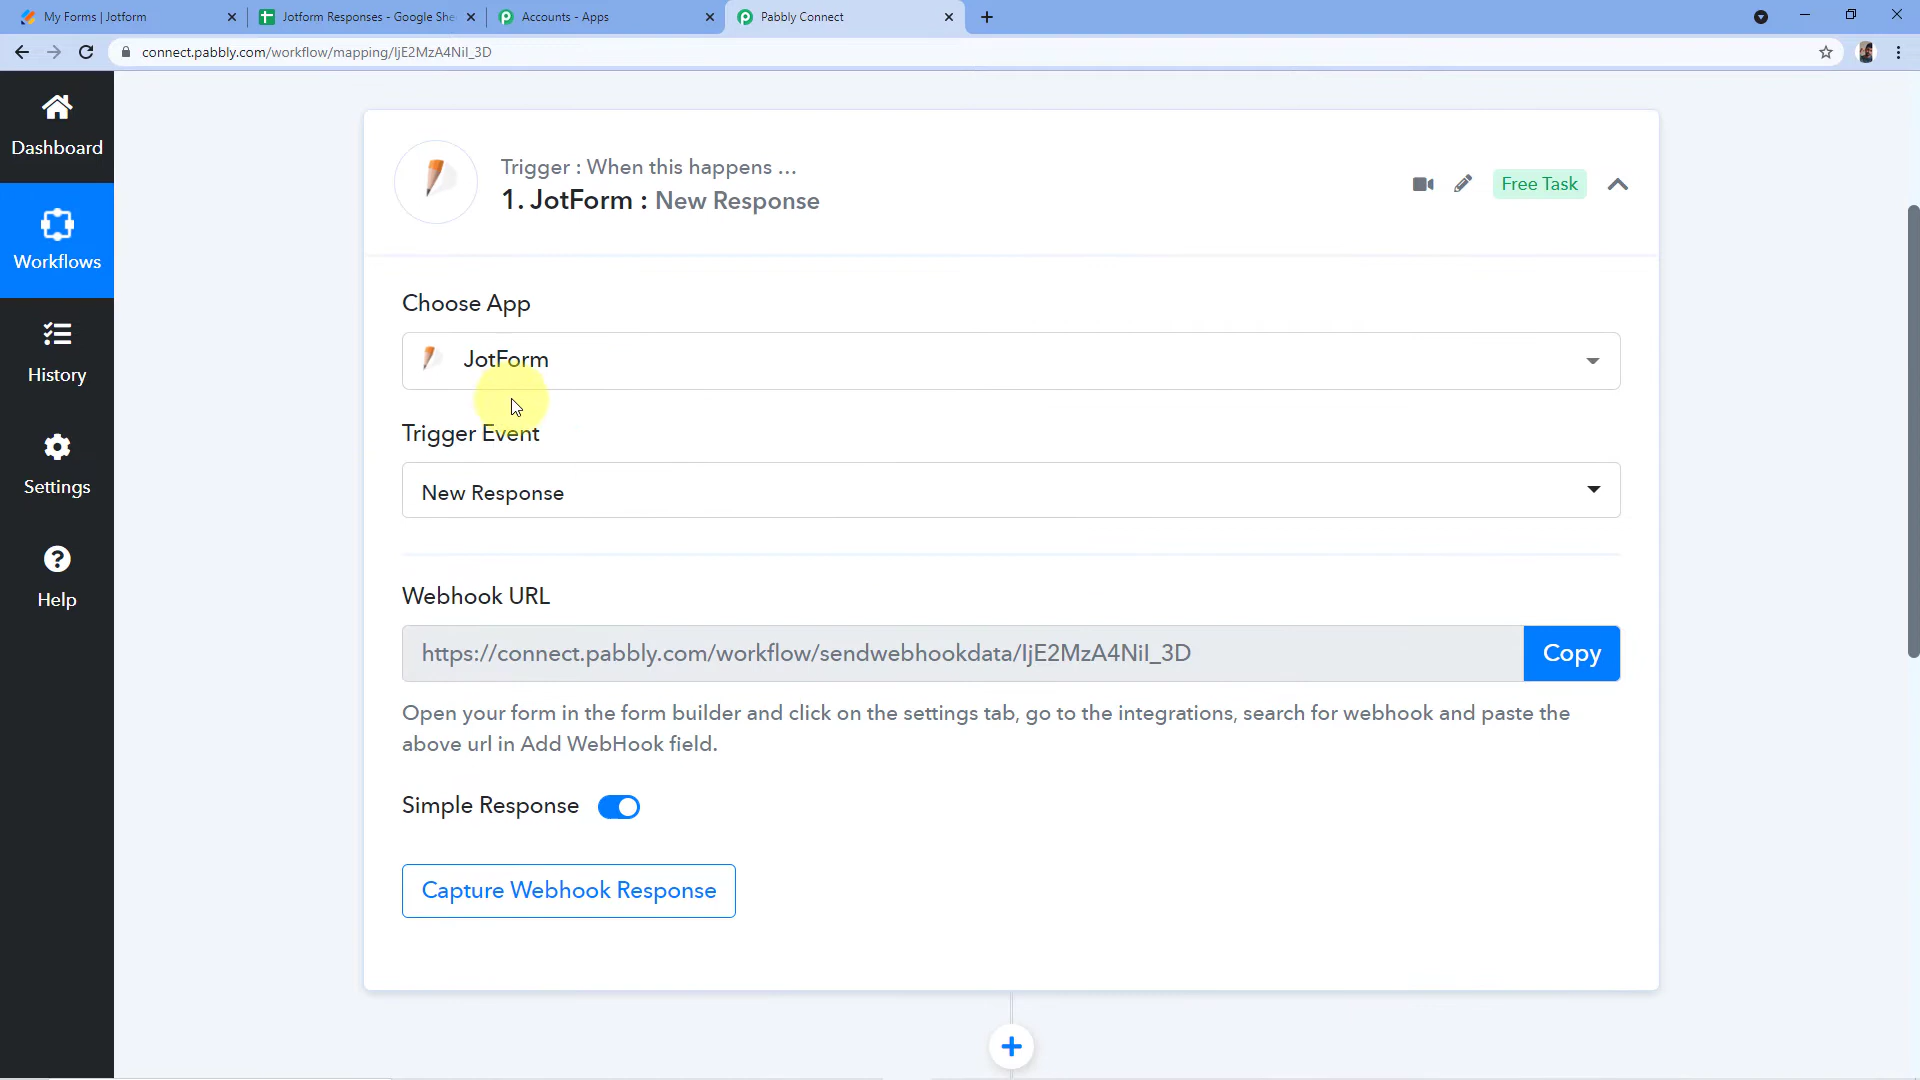 My Forms | Jotform
Jotform Responses - Google She
Accounts - Apps
Pabbly Connect
connect.pabbly.com/workflow/mapping/IjE2MzA4NiI_3D
Dashboard
Workflows
History
Settings
Help
Trigger : When this happens ...
1. JotForm : New Response
Free Task
Choose App
JotForm
Trigger Event
New Response
Webhook URL
https://connect.pabbly.com/workflow/sendwebhookdata/IjE2MzA4NiI_3D
Copy
Open your form in the form builder and click on the settings tab, go to the integrations, search for webhook and paste the
above url in Add WebHook field.
Simple Response
Capture Webhook Response